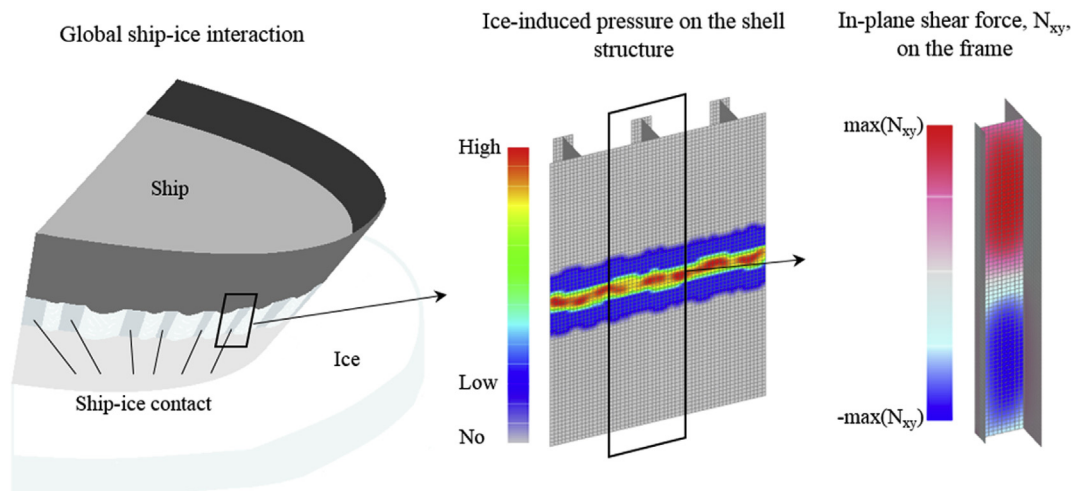 Global ship-ice interaction
Ship
Ice
Ship-ice contact
Ice-induced pressure on the shell
structure
High
Low
No
In-plane shear force, Nxy,
on the frame
max(Nxy)
-max(Nxy)